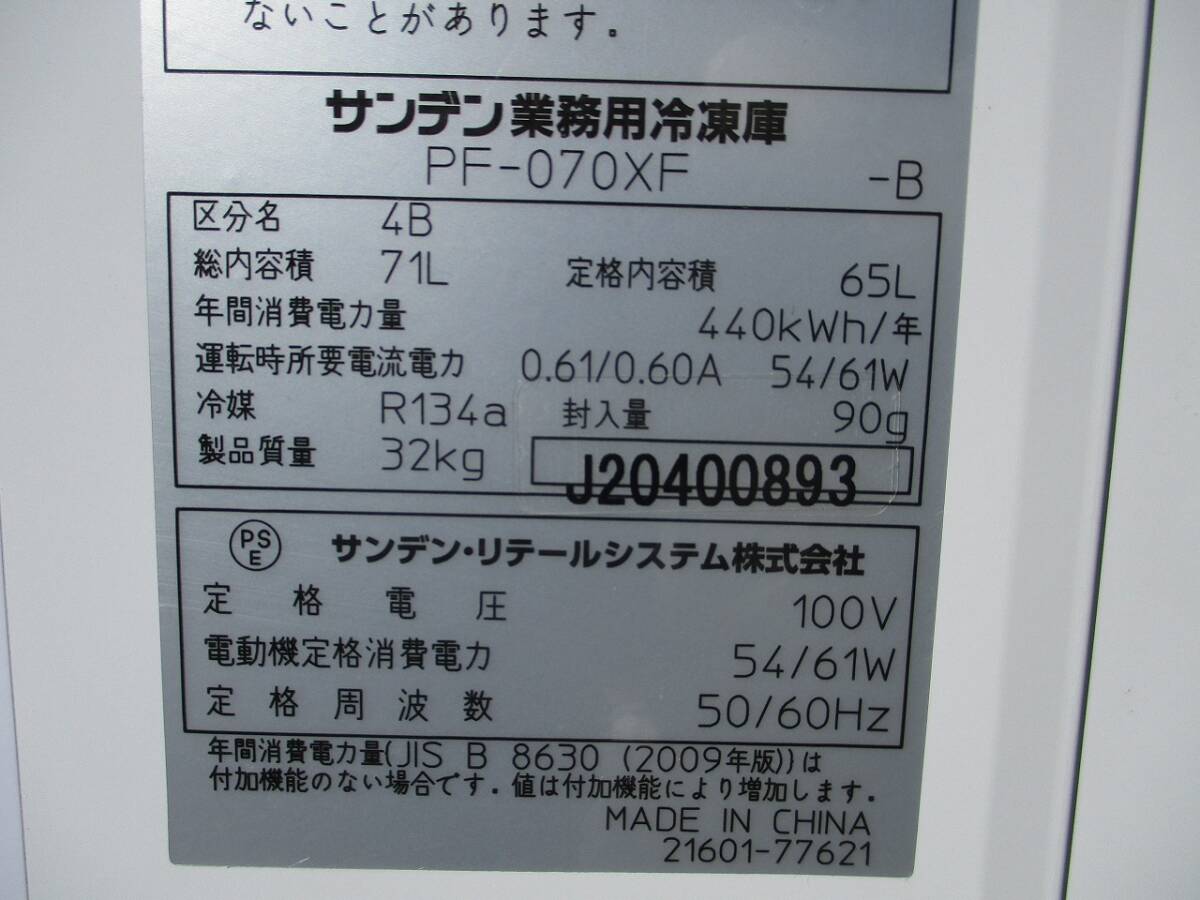 ないことがあります。
サンデン業務用冷凍庫
PF-070XF -B
区分名 4B
総内容積 71L 定格内容積 65L
年間消費電力量 440kWh/年
運転時所要電流電力 0.61/0.60A 54/61W
冷媒 R134a 封入量 90g
製品質量 32kg J20400893
PSE サンデン・リテールシステム株式会社
定格電圧 100V
電動機定格消費電力 54/61W
定格周波数 50/60Hz
年間消費電力量{JIS B 8630 (2009年版)}は
付加機能のない場合です. 値は付加機能により増加します.
MADE IN CHINA
21601-77621